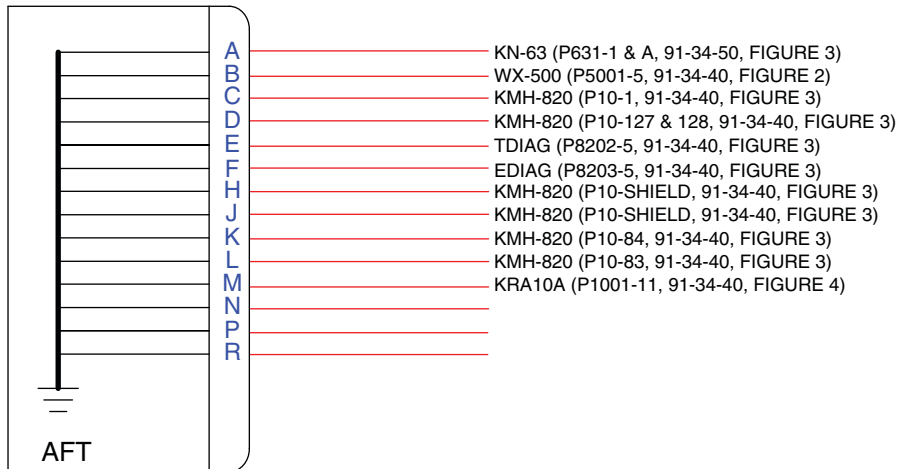 A KN-63 (P631-1 & A, 91-34-50, FIGURE 3)
B WX-500 (P5001-5, 91-34-40, FIGURE 2)
C KMH-820 (P10-1, 91-34-40, FIGURE 3)
D KMH-820 (P10-127 & 128, 91-34-40, FIGURE 3)
E TDIAG (P8202-5, 91-34-40, FIGURE 3)
F EDIAG (P8203-5, 91-34-40, FIGURE 3)
H KMH-820 (P10-SHIELD, 91-34-40, FIGURE 3)
J KMH-820 (P10-SHIELD, 91-34-40, FIGURE 3)
K KMH-820 (P10-84, 91-34-40, FIGURE 3)
L KMH-820 (P10-83, 91-34-40, FIGURE 3)
M KRA10A (P1001-11, 91-34-40, FIGURE 4)
N
P
R
AFT